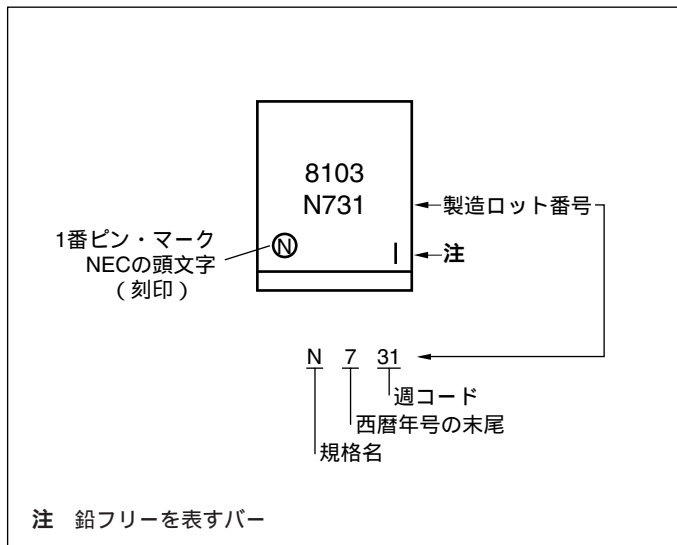 8103
N731
製造ロット番号
1番ピン・マーク
NECの頭文字
（刻印）
N
注
N 7 31
週コード
西暦年号の末尾
規格名
注 鉛フリーを表すバー